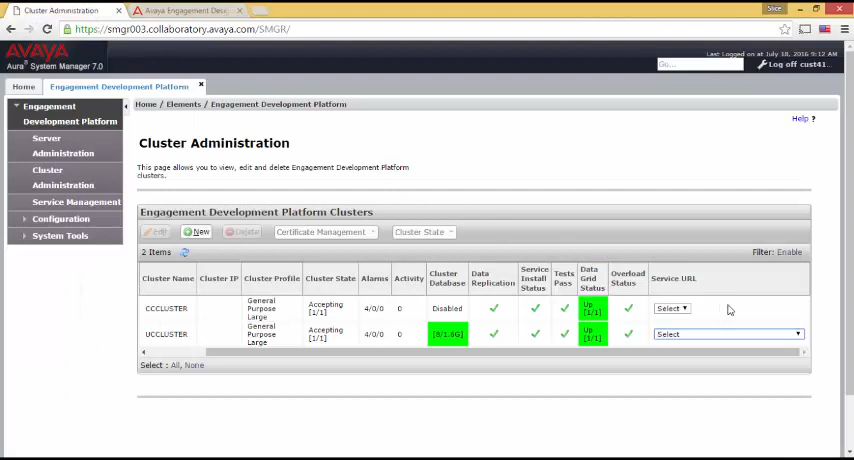 Cluster Administration
Avaya Engagement Des
Slice
https://smgr003.collaboratory.avaya.com/SMGR/
AVAYA
Aura® System Manager 7.0
Last Logged on at July 18, 2016 9:12 AM
Go...
Log off cust41...
Home
Engagement Development Platform
Engagement
Development Platform
Server
Administration
Cluster
Administration
Service Management
Configuration
System Tools
Home / Elements / Engagement Development Platform
Help ?
Cluster Administration
This page allows you to view, edit and delete Engagement Development Platform
clusters.
Engagement Development Platform Clusters
Edit New Delete Certificate Management Cluster State
2 Items
Filter: Enable
Cluster Name Cluster IP Cluster Profile Cluster State Alarms Activity Cluster Database Data Replication Service Install Status Tests Pass Data Grid Status Overload Status Service URL
CCCLUSTER General Purpose Large Accepting [1/1] 4/0/0 0 Disabled Up [1/1] Select
UCCLUSTER General Purpose Large Accepting [1/1] 4/0/0 0 [8/1.6G] Up [1/1] Select
Select : All, None